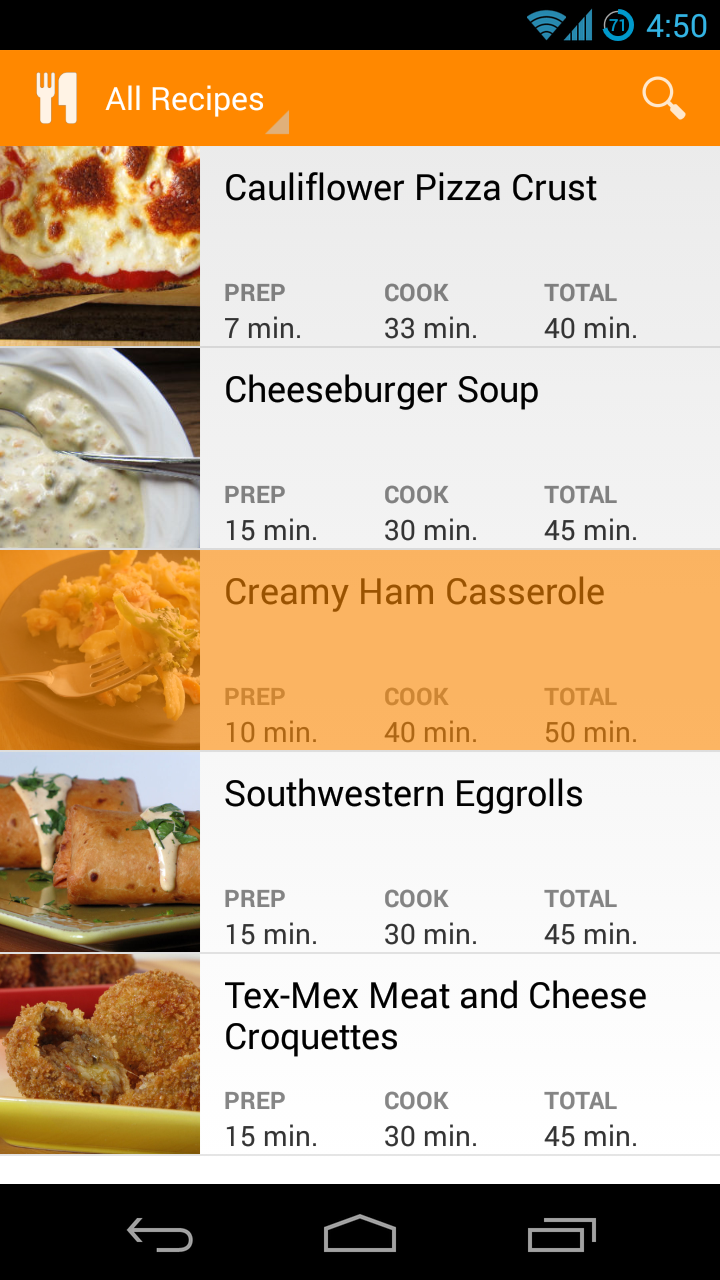 71 4:50
All Recipes
Cauliflower Pizza Crust
PREP COOK TOTAL
7 min. 33 min. 40 min.
Cheeseburger Soup
PREP COOK TOTAL
15 min. 30 min. 45 min.
Creamy Ham Casserole
PREP COOK TOTAL
10 min. 40 min. 50 min.
Southwestern Eggrolls
PREP COOK TOTAL
15 min. 30 min. 45 min.
Tex-Mex Meat and Cheese
Croquettes
PREP COOK TOTAL
15 min. 30 min. 45 min.